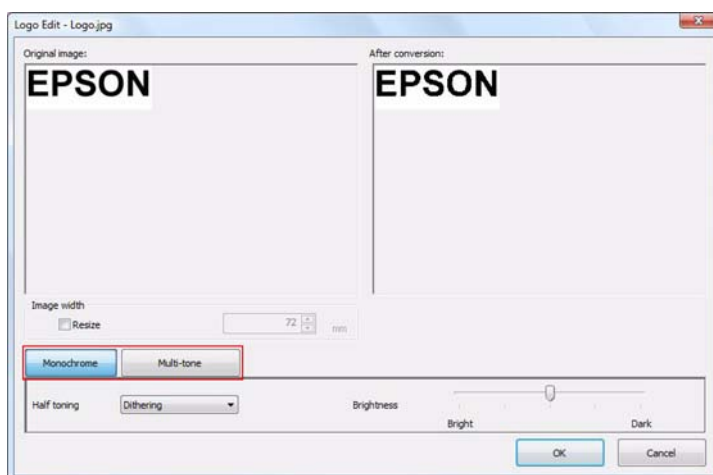 Logo Edit - Logo.jpg
Original image:
After conversion:
EPSON
EPSON
Image width
Resize
72
mm
Monochrome
Multi-tone
Half toning
Dithering
Brightness
Bright
Dark
OK
Cancel